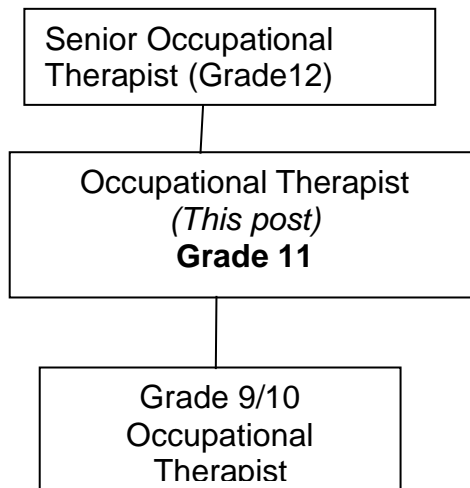 Senior Occupational
Therapist (Grade12)
Occupational Therapist
(This post)
Grade 11
Grade 9/10
Occupational
Therapist